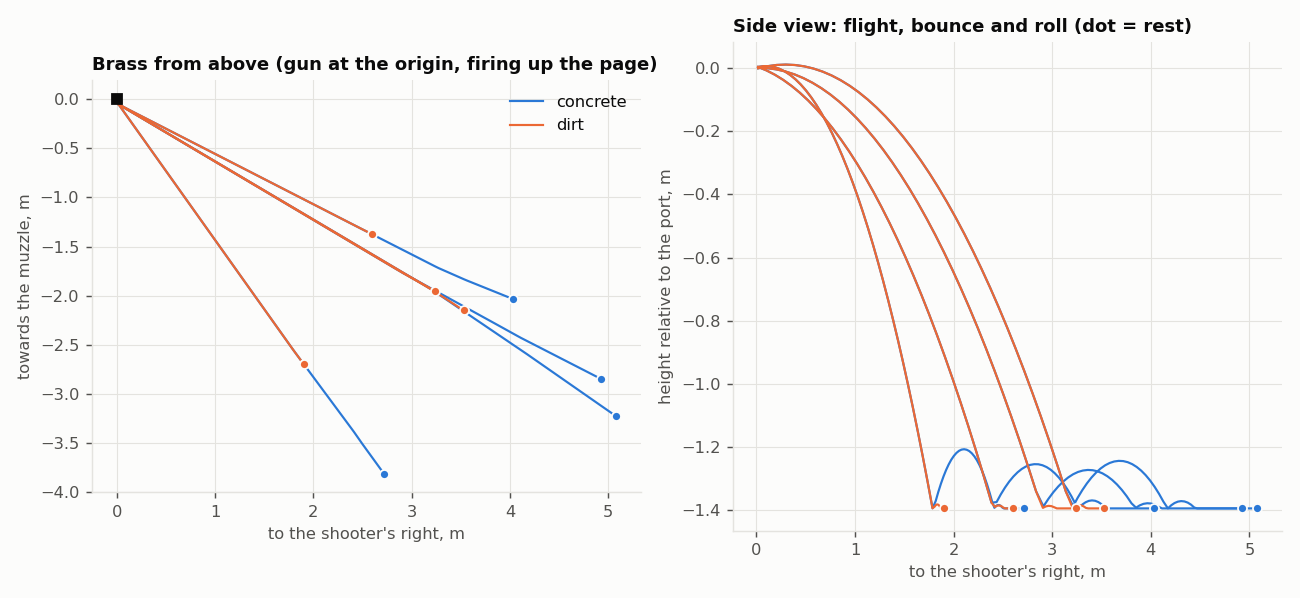 Brass from above (gun at the origin, firing up the page)
concrete
dirt
towards the muzzle, m
0.0
−0.5
−1.0
−1.5
−2.0
−2.5
−3.0
−3.5
−4.0
0 1 2 3 4 5
to the shooter's right, m
Side view: flight, bounce and roll (dot = rest)
height relative to the port, m
0.0
−0.2
−0.4
−0.6
−0.8
−1.0
−1.2
−1.4
0 1 2 3 4 5
to the shooter's right, m